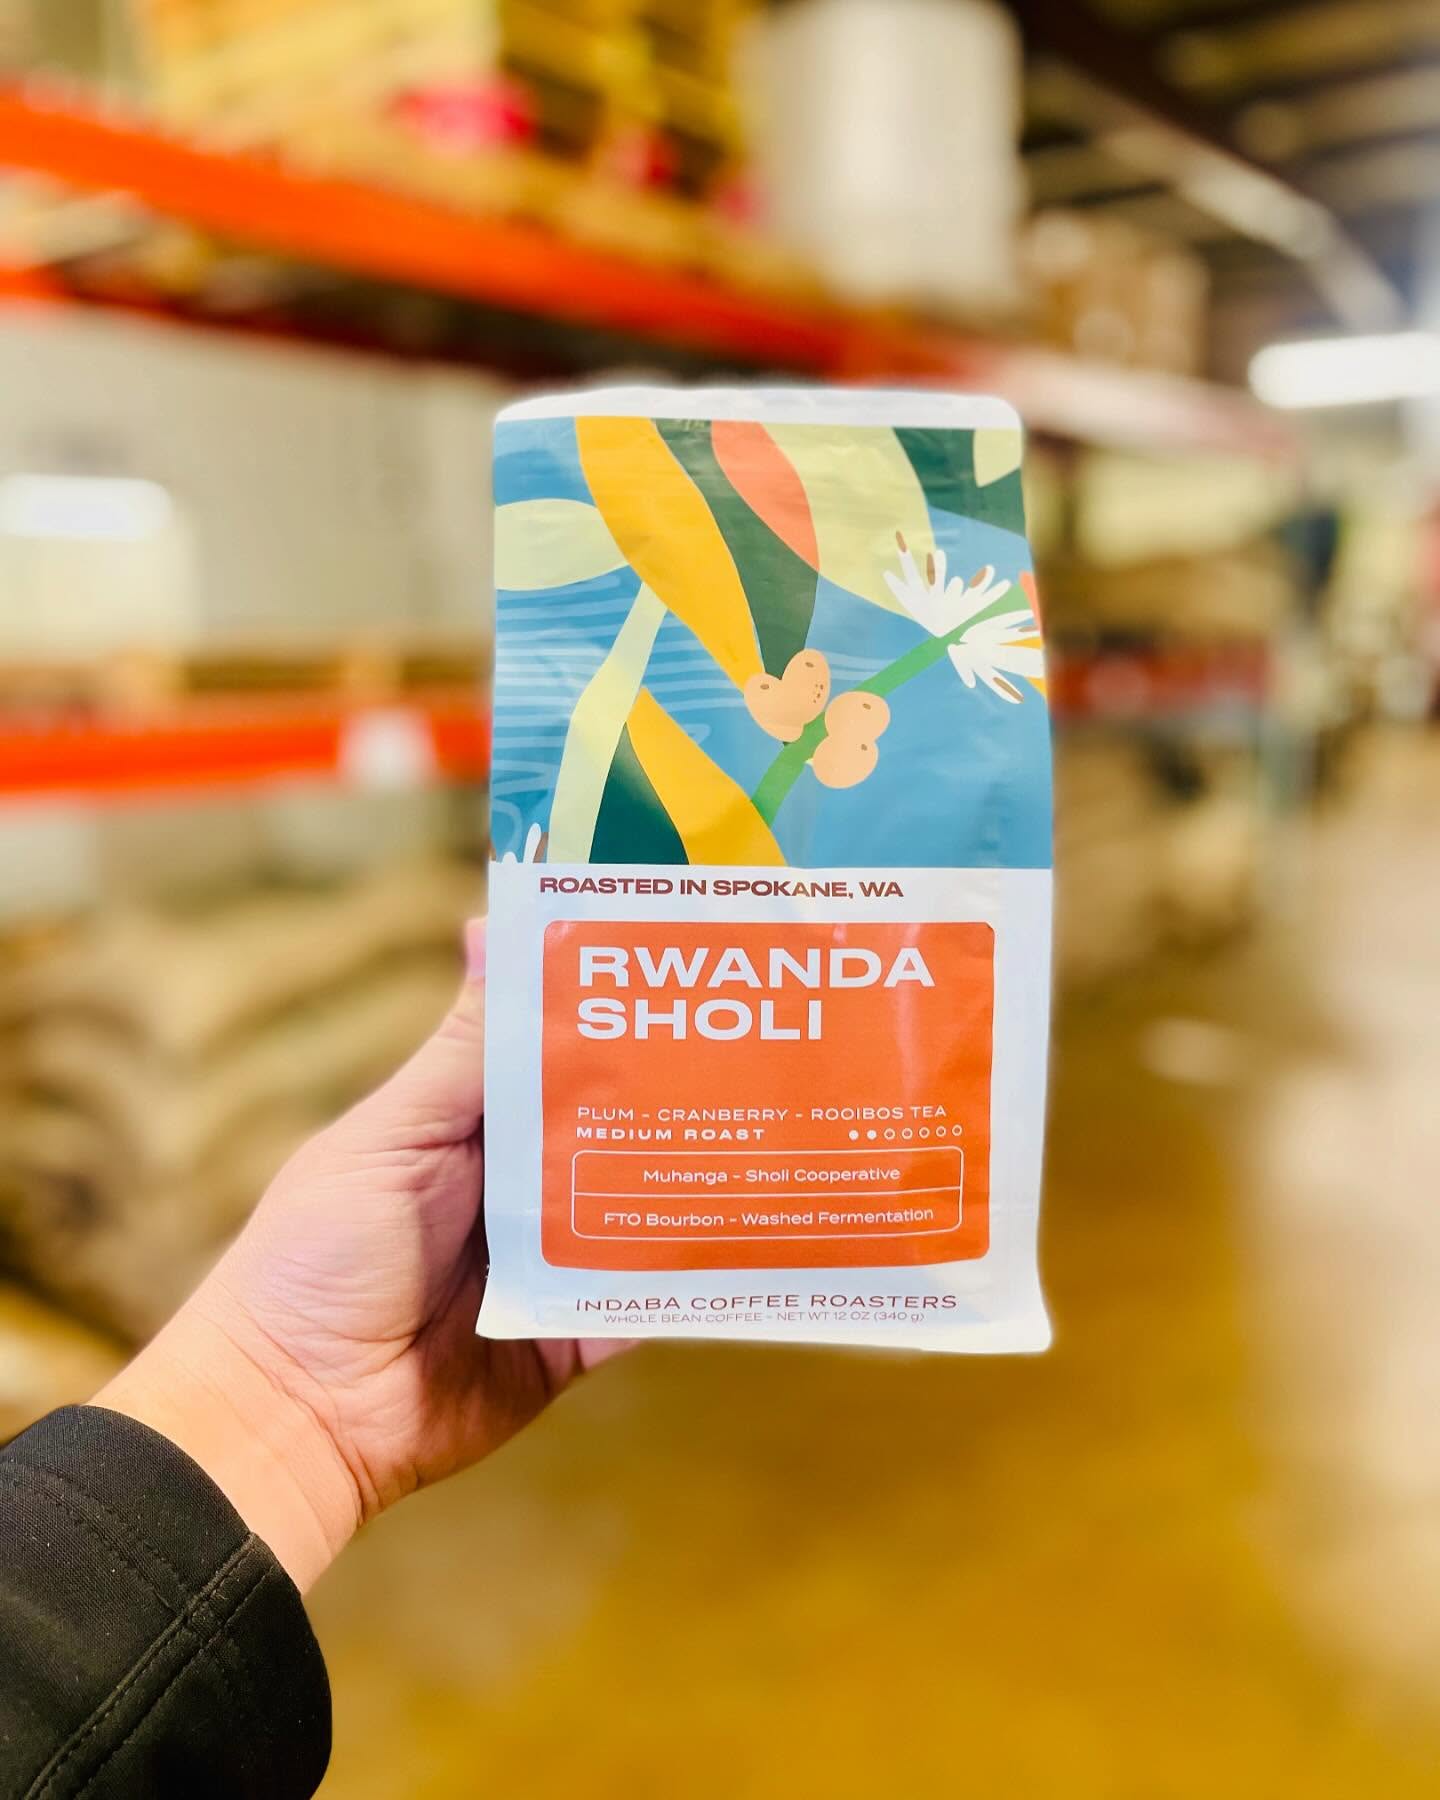 ROASTED IN SPOKANE, WA
RWANDA
SHOLI
PLUM - CRANBERRY - ROOIBOS TEA
MEDIUM ROAST
Muhanga - Sholi Cooperative
FTO Bourbon - Washed Fermentation
INDABA COFFEE ROASTERS
WHOLE BEAN COFFEE - NET WT 12 OZ (340 g)